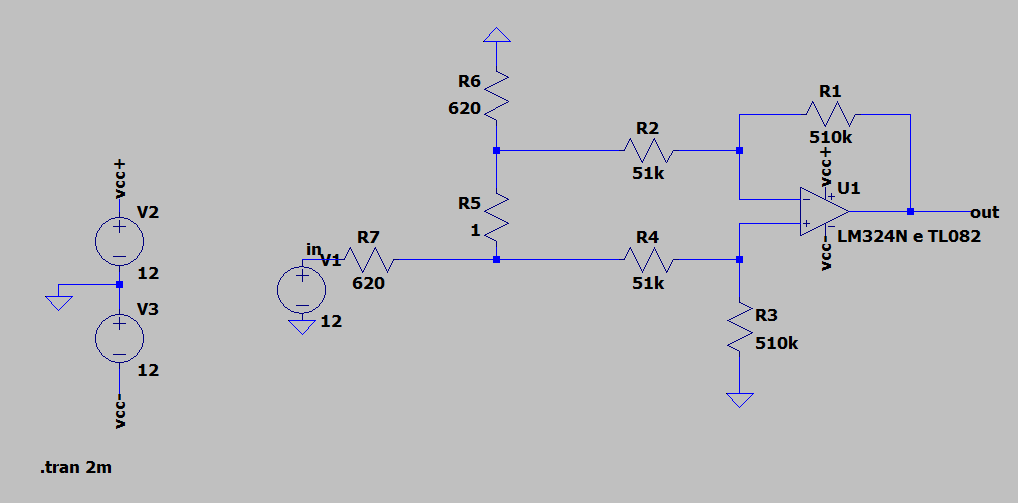 R6
620
R1
510k
R2
51k
vcc+
U1
vcc+
V2
R5
1
LM324N e TL082
out
vcc-
in
V1
R7
620
R4
51k
12
V3
12
R3
510k
12
vcc-
.tran 2m